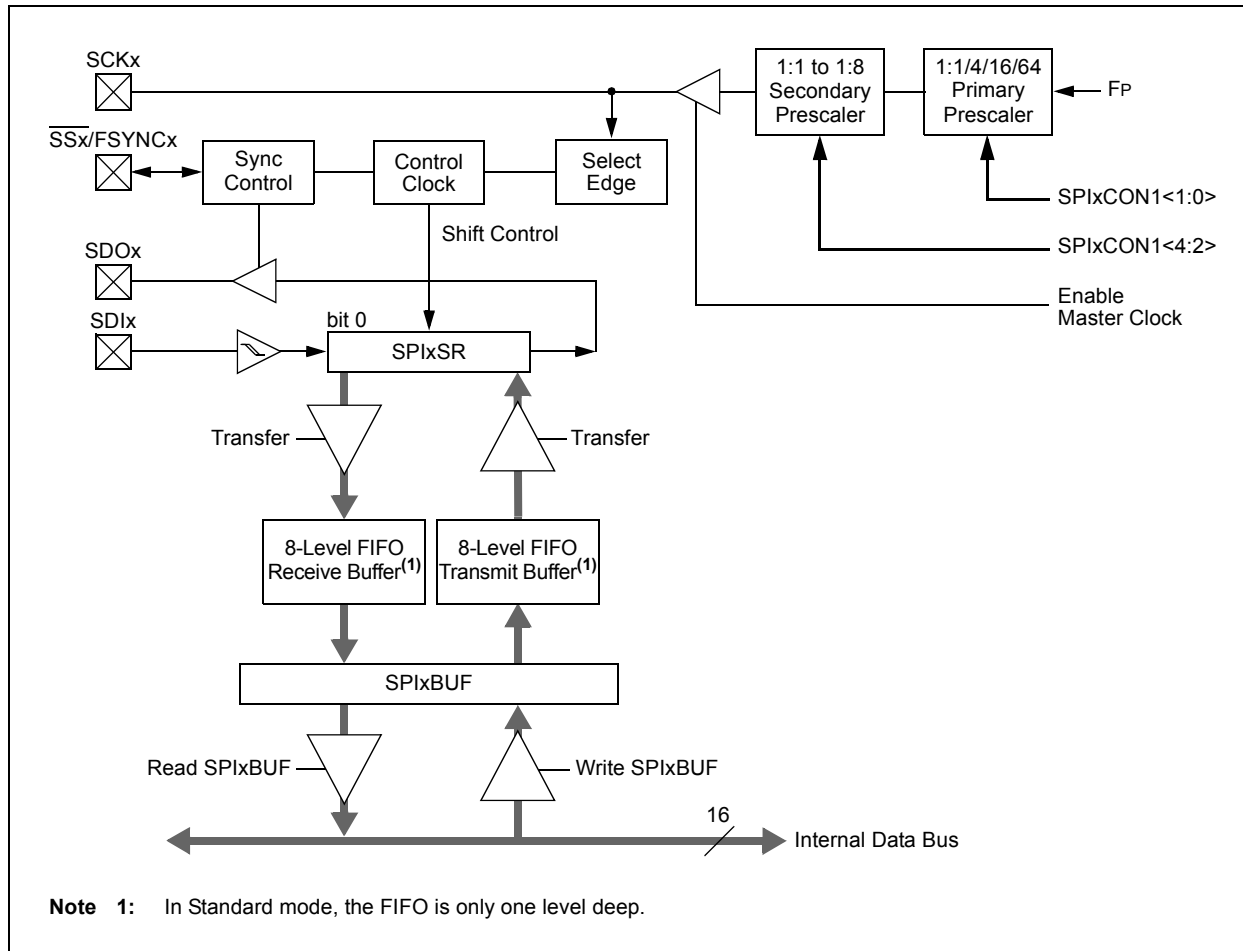 SCKx
1:1 to 1:8
Secondary
Prescaler
1:1/4/16/64
Primary
Prescaler
FP
SSx/FSYNCx
Sync
Control
Control
Clock
Select
Edge
SPIxCON1<1:0>
Shift Control
SPIxCON1<4:2>
SDOx
Enable
Master Clock
SDIx
bit 0
SPIxSR
Transfer
Transfer
8-Level FIFO
Receive Buffer(1)
8-Level FIFO
Transmit Buffer(1)
SPIxBUF
Read SPIxBUF
Write SPIxBUF
16
Internal Data Bus
Note 1: In Standard mode, the FIFO is only one level deep.